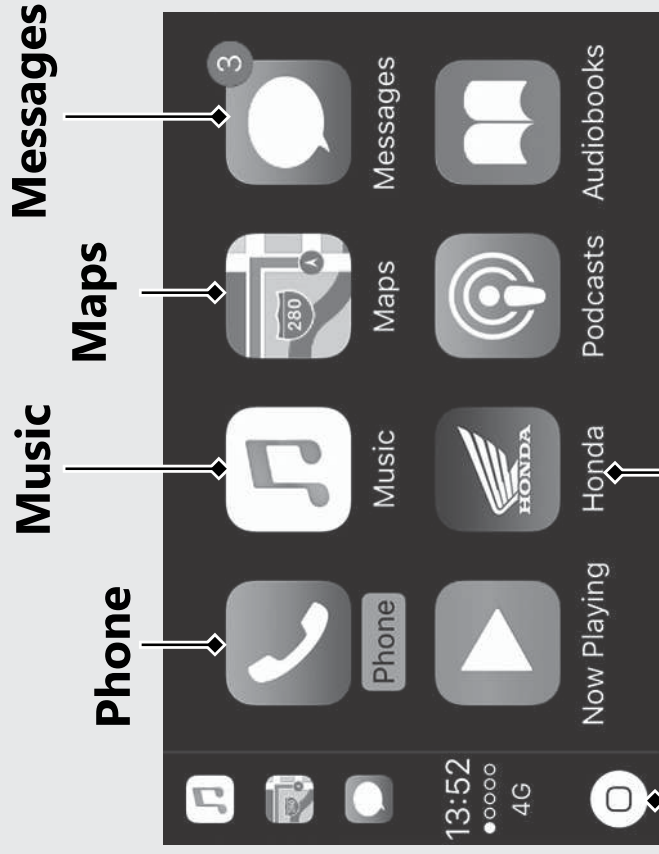 Phone
Music
Maps
Messages
280
3
Phone
Music
Maps
Messages
HONDA
Now Playing
Honda
Podcasts
Audiobooks
13:52
4G